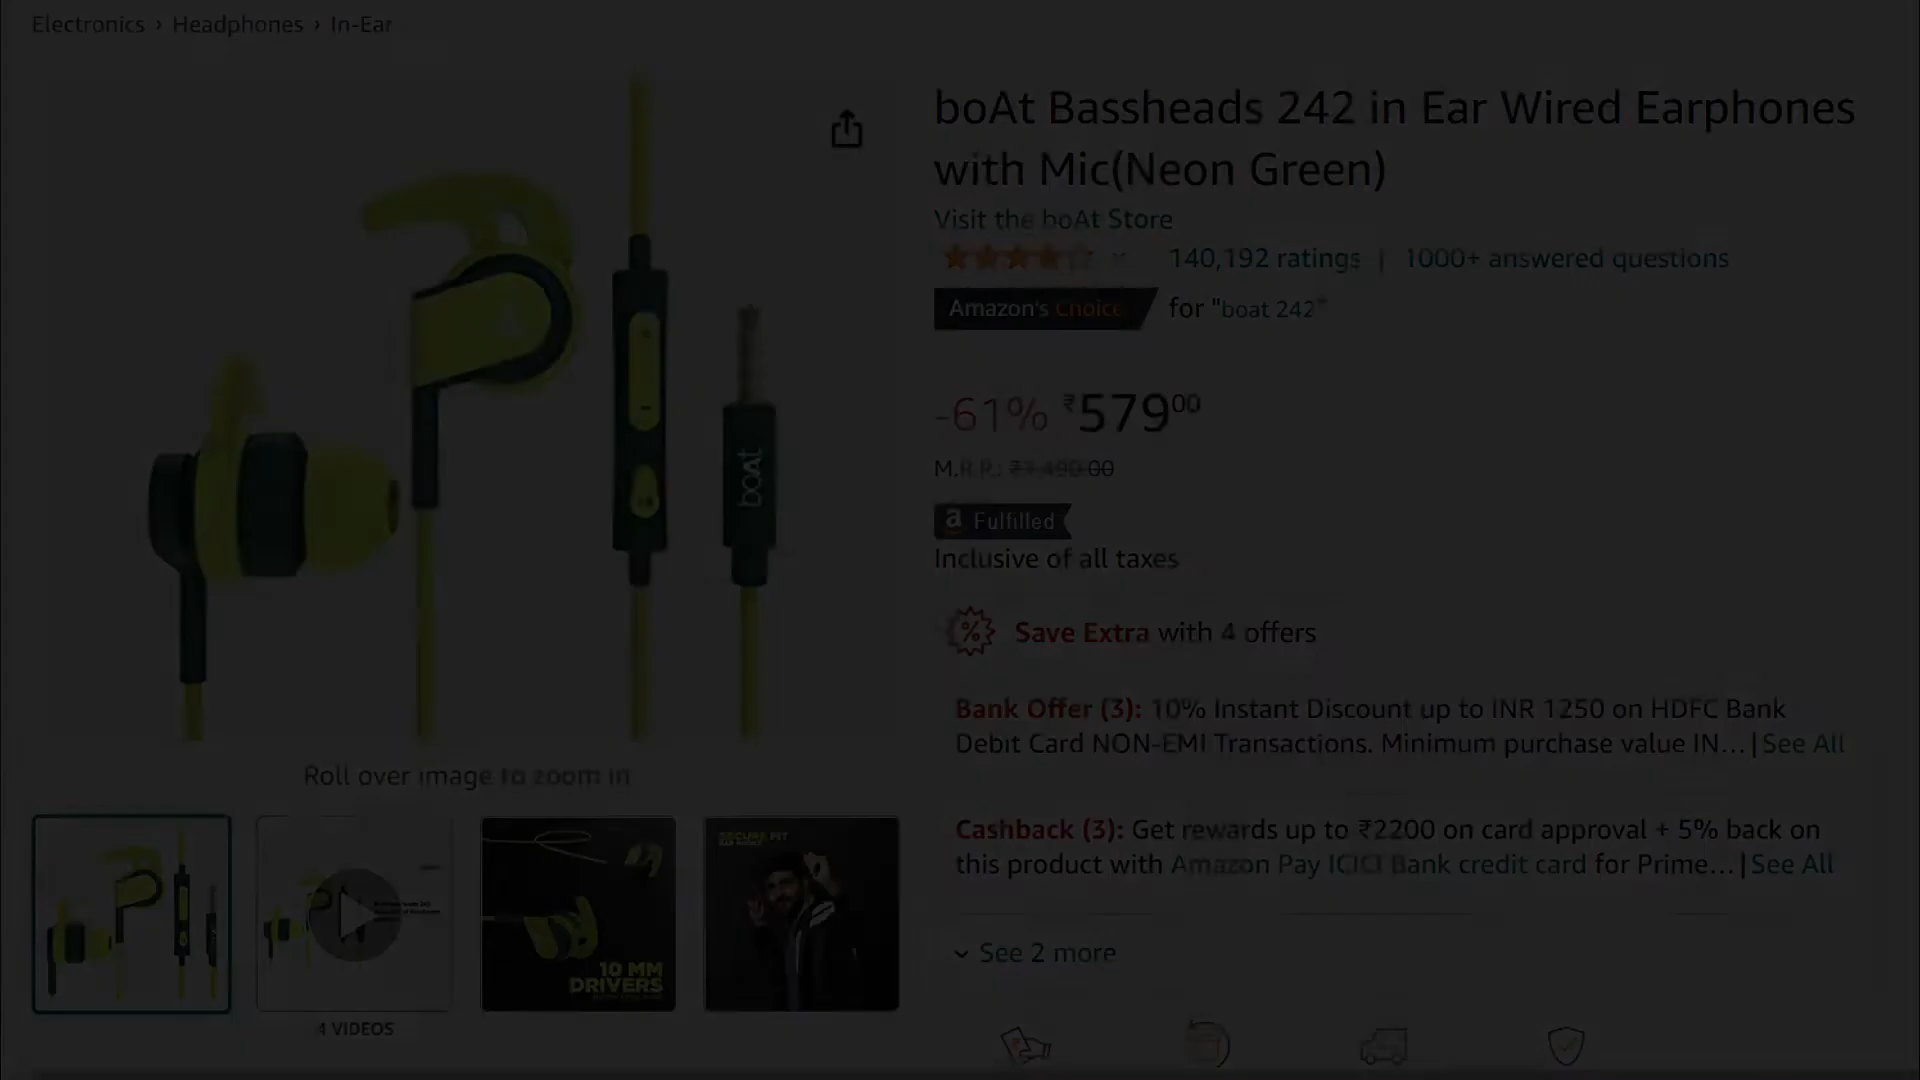 Electronics › Headphones › In-Ear
boAt Bassheads 242 in Ear Wired Earphones
with Mic(Neon Green)
Visit the boAt Store
140,192 ratings | 1000+ answered questions
Amazon's Choice for "boat 242"
-61% ₹579 00
M.R.P.: ₹1,490.00
a Fulfilled
Inclusive of all taxes
% Save Extra with 4 offers
Bank Offer (3): 10% Instant Discount up to INR 1250 on HDFC Bank
Debit Card NON-EMI Transactions. Minimum purchase value IN... | See All
Cashback (3): Get rewards up to ₹2200 on card approval + 5% back on
this product with Amazon Pay ICICI Bank credit card for Prime... | See All
See 2 more
boAt
Roll over image to zoom in
10 MM
DRIVERS
SECURE FIT
4 VIDEOS